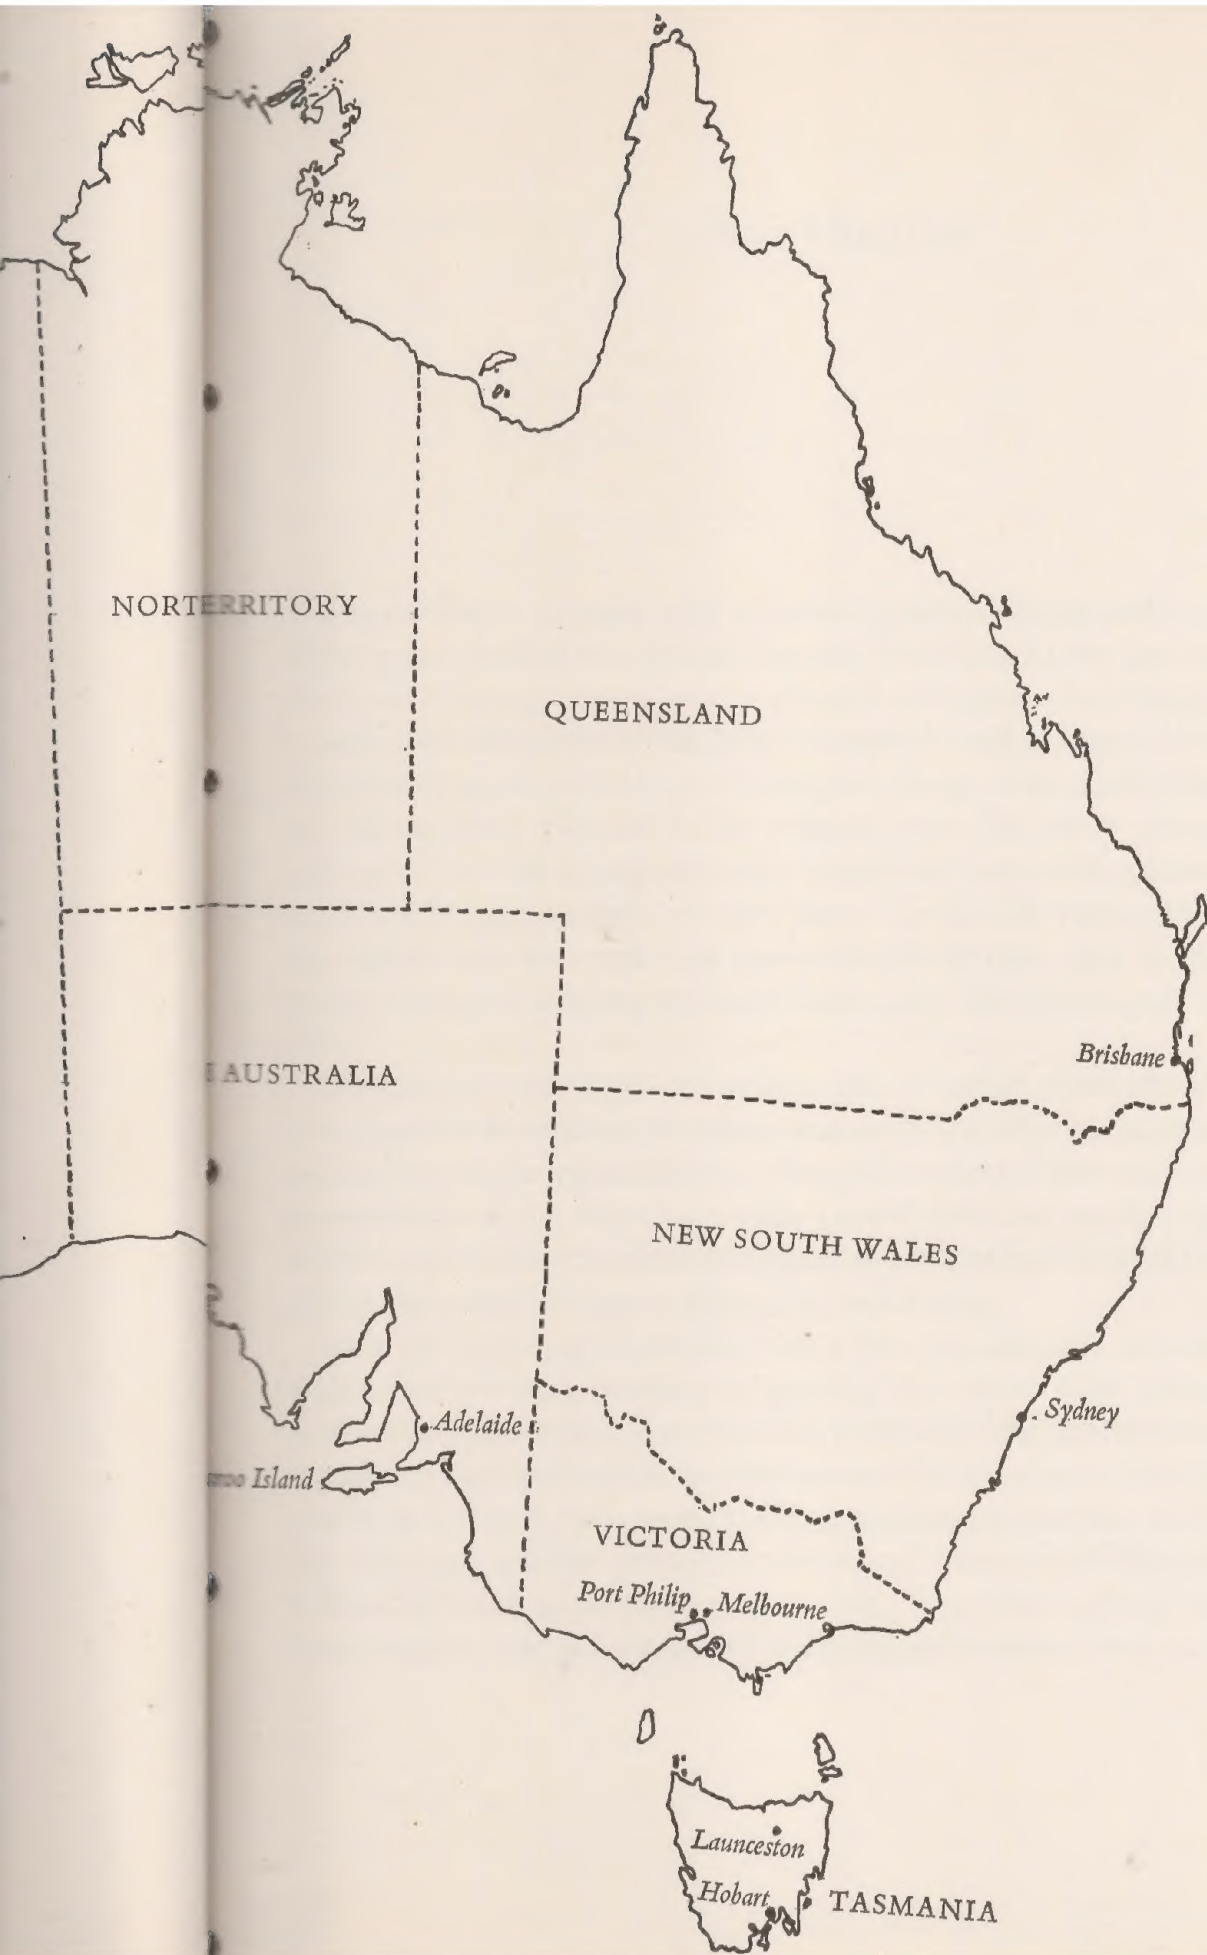 NORTERRITORY
QUEENSLAND
Brisbane
AUSTRALIA
NEW SOUTH WALES
Sydney
Adelaide
Island
VICTORIA
Port Philip
Melbourne
Launceston
Hobart
TASMANIA